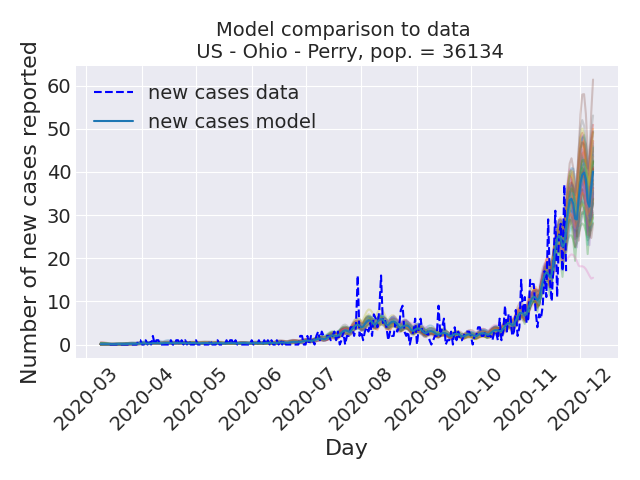 Model comparison to data
US - Ohio - Perry, pop. = 36134
Number of new cases reported
60
50
40
30
20
10
0
new cases data
new cases model
2020-03
2020-04
2020-05
2020-06
2020-07
2020-08
2020-09
2020-10
2020-11
2020-12
Day